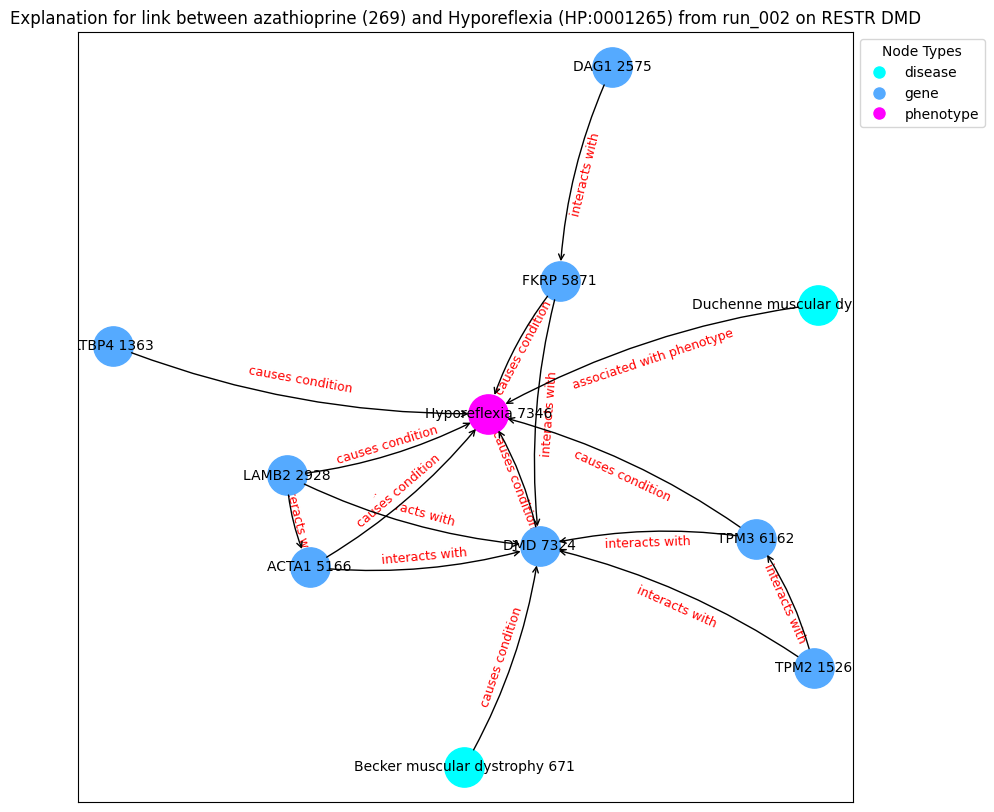 Explanation for link between azathioprine (269) and Hyporeflexia (HP:0001265) from run_002 on RESTR DMD
Node Types
disease
gene
phenotype
DAG1 2575
interacts with
FKRP 5871
Duchenne muscular dy
TBP4 1363
causes condition
causes condition
associated with phenotype
interacts with
Hyporeflexia 7346
causes condition
causes condition
causes condition
causes condition
LAMB2 2928
acts with
interacts with
TPM3 6162
DMD 7324
interacts with
interacts with
ACTA1 5166
interacts with
interacts with
TPM2 1526
causes condition
Becker muscular dystrophy 671